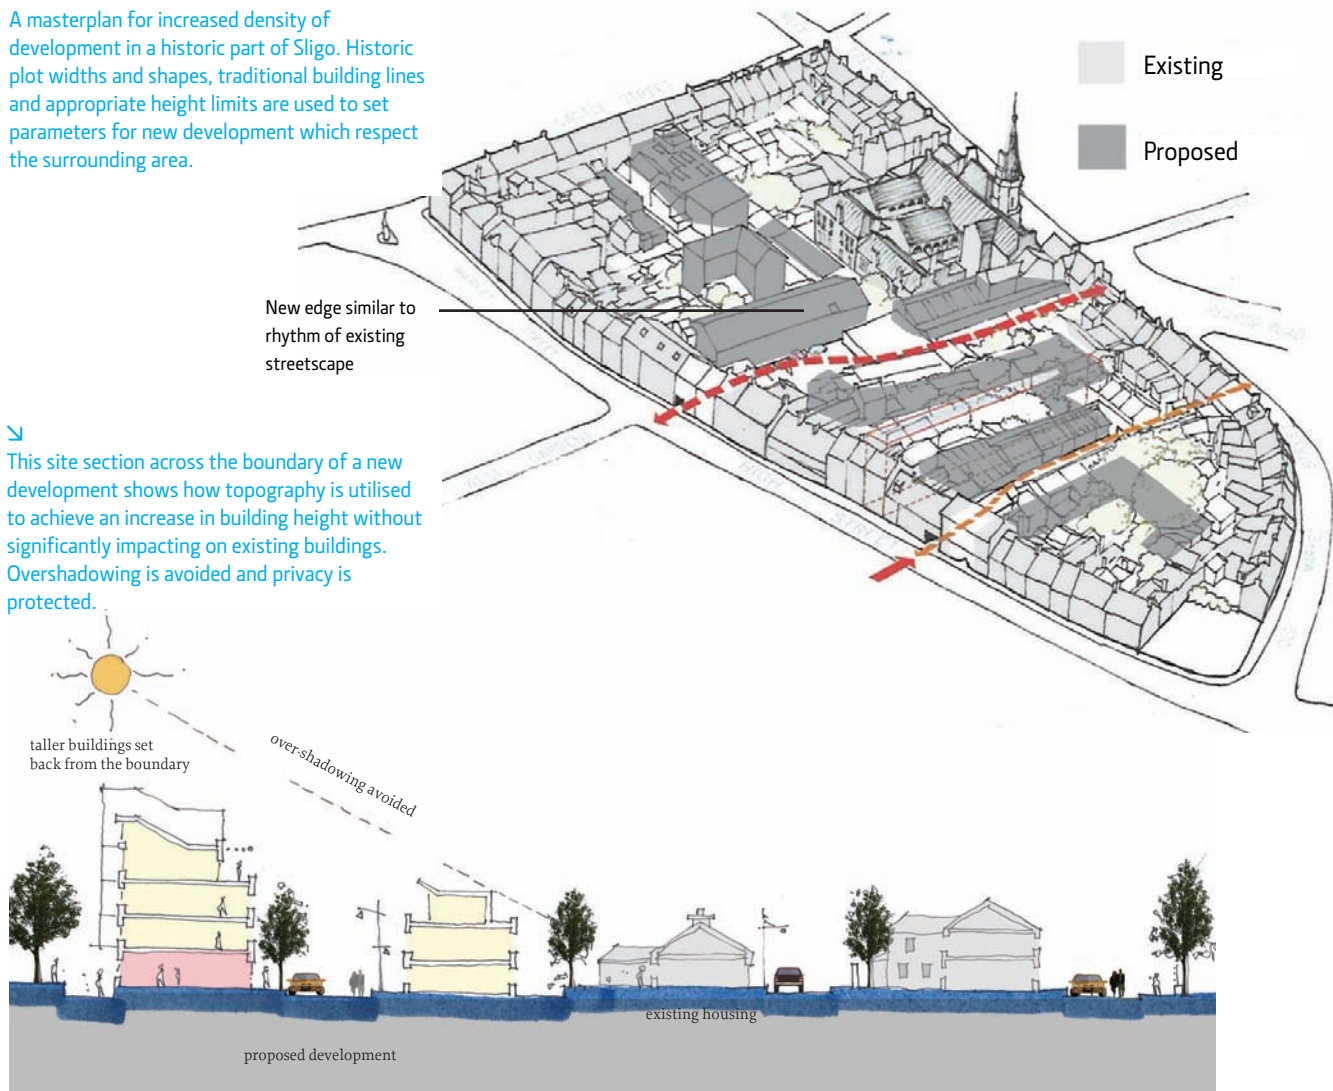 A masterplan for increased density of
development in a historic part of Sligo. Historic
plot widths and shapes, traditional building lines
and appropriate height limits are used to set
parameters for new development which respect
the surrounding area.
Existing
Proposed
New edge similar to
rhythm of existing
streetscape
HIGH STREET
This site section across the boundary of a new
development shows how topography is utilised
to achieve an increase in building height without
significantly impacting on existing buildings.
Overshadowing is avoided and privacy is
protected.
taller buildings set
back from the boundary
over-shadowing avoided
existing housing
proposed development